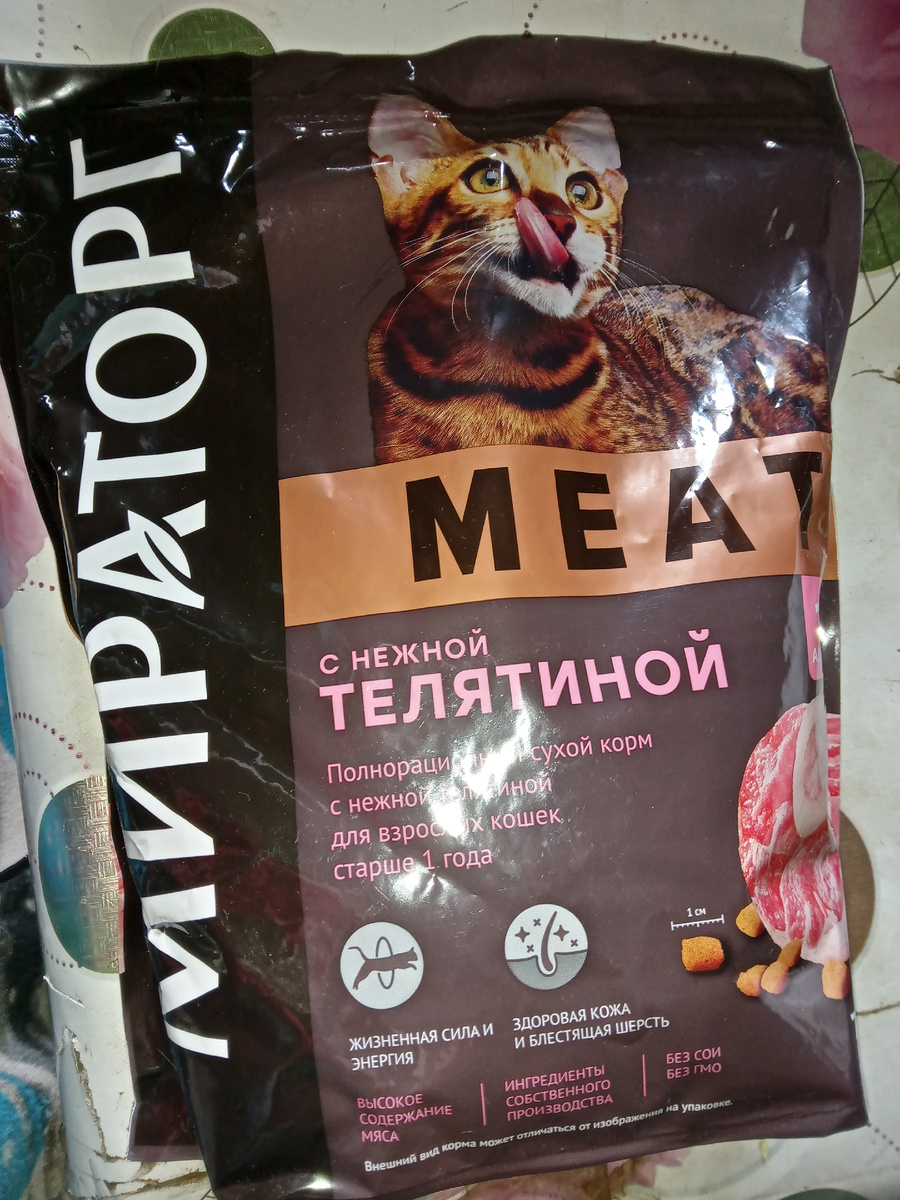 МИРАТОРГ
MEAT
С НЕЖНОЙ
ТЕЛЯТИНОЙ
Полнорационный сухой корм
с нежной телятиной
для взрослых кошек
старше 1 года
1 см
ЖИЗНЕННАЯ СИЛА И
ЭНЕРГИЯ
ЗДОРОВАЯ КОЖА
И БЛЕСТЯЩАЯ ШЕРСТЬ
ВЫСОКОЕ
СОДЕРЖАНИЕ
МЯСА
ИНГРЕДИЕНТЫ
СОБСТВЕННОГО
ПРОИЗВОДСТВА
БЕЗ СОИ
БЕЗ ГМО
Внешний вид корма может отличаться от изображения на упаковке.